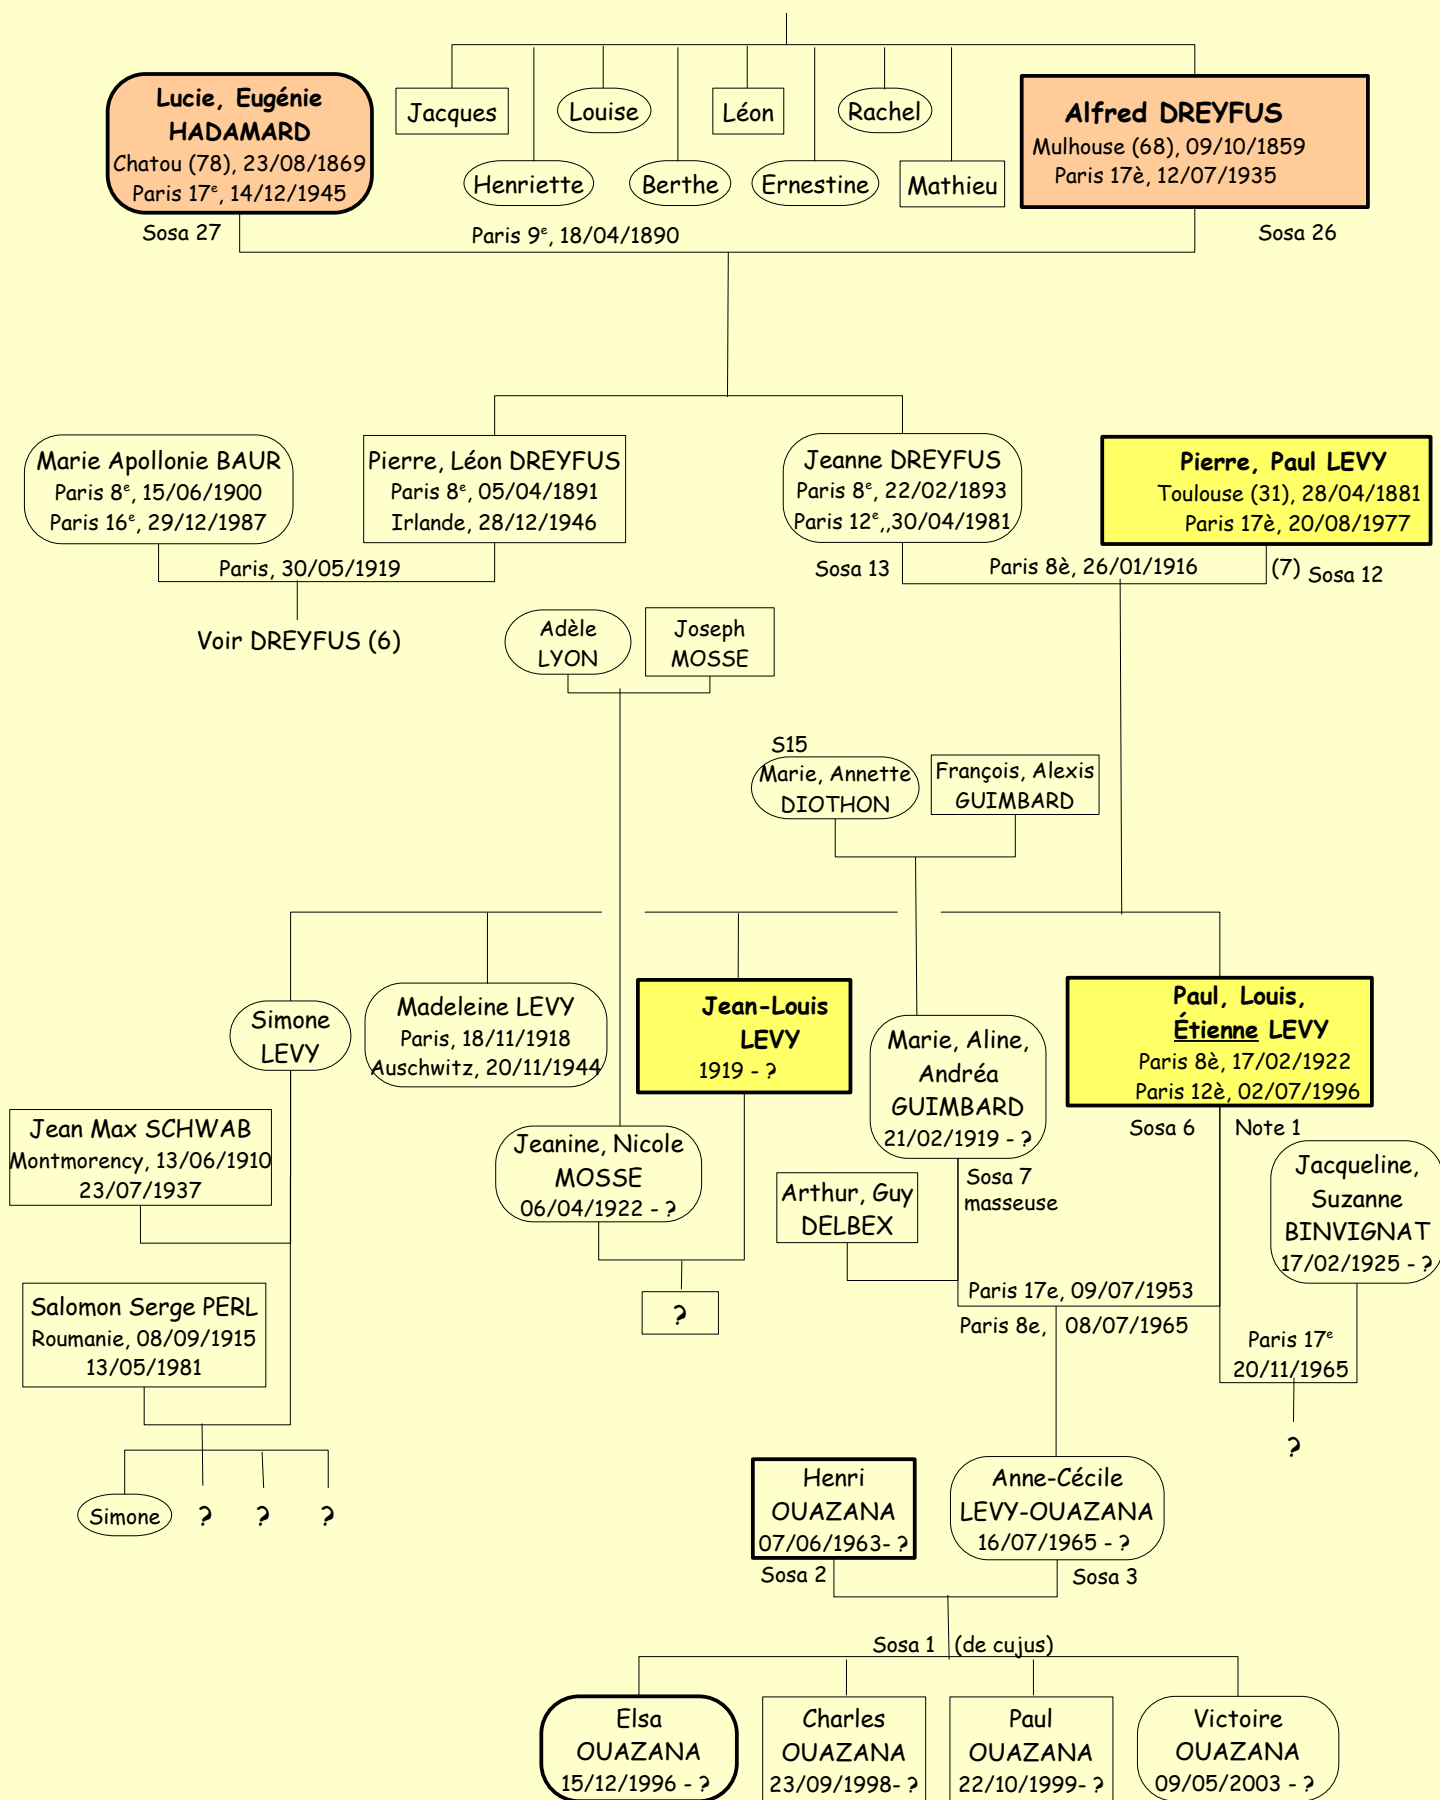 Lucie, Eugénie
HADAMARD
Chatou (78), 23/08/1869
Paris 17e, 14/12/1945
Jacques
Louise
Léon
Rachel
Henriette
Berthe
Ernestine
Mathieu
Alfred DREYFUS
Mulhouse (68), 09/10/1859
Paris 17è, 12/07/1935
Sosa 27
Paris 9e, 18/04/1890
Sosa 26
Marie Apollonie BAUR
Paris 8e, 15/06/1900
Paris 16e, 29/12/1987
Pierre, Léon DREYFUS
Paris 8e, 05/04/1891
Irlande, 28/12/1946
Jeanne DREYFUS
Paris 8e, 22/02/1893
Paris 12e,,30/04/1981
Pierre, Paul LEVY
Toulouse (31), 28/04/1881
Paris 17è, 20/08/1977
Paris, 30/05/1919
Sosa 13
Paris 8è, 26/01/1916
(7)
Sosa 12
Voir DREYFUS (6)
Adèle
LYON
Joseph
MOSSE
S15
Marie, Annette
DIOTHON
François, Alexis
GUIMBARD
Simone
LEVY
Madeleine LEVY
Paris, 18/11/1918
Auschwitz, 20/11/1944
Jean-Louis
LEVY
1919 - ?
Marie, Aline,
Andréa
GUIMBARD
21/02/1919 - ?
Paul, Louis,
Étienne LEVY
Paris 8è, 17/02/1922
Paris 12è, 02/07/1996
Sosa 6
Note 1
Jean Max SCHWAB
Montmorency, 13/06/1910
23/07/1937
Jeanine, Nicole
MOSSE
06/04/1922 - ?
Sosa 7
masseuse
Arthur, Guy
DELBEX
Jacqueline,
Suzanne
BINVIGNAT
17/02/1925 - ?
Salomon Serge PERL
Roumanie, 08/09/1915
13/05/1981
?
Paris 17e, 09/07/1953
Paris 8e, 08/07/1965
Paris 17e
20/11/1965
?
Simone
?
?
?
Henri
OUAZANA
07/06/1963- ?
Anne-Cécile
LEVY-OUAZANA
16/07/1965 - ?
Sosa 2
Sosa 3
Sosa 1 (de cujus)
Elsa
OUAZANA
15/12/1996 - ?
Charles
OUAZANA
23/09/1998- ?
Paul
OUAZANA
22/10/1999- ?
Victoire
OUAZANA
09/05/2003 - ?